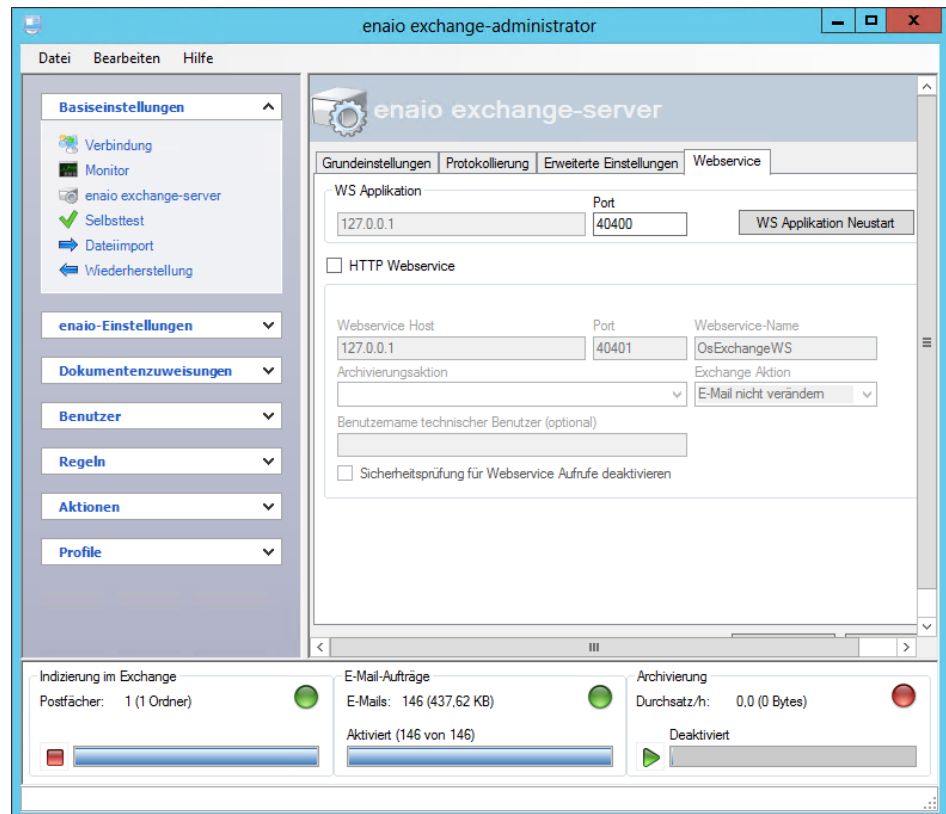 enaio exchange-administrator
Datei Bearbeiten Hilfe
Basiseinstellungen
Verbindung
Monitor
enaio exchange-server
Selbsttest
Dateiimport
Wiederherstellung
enaio-Einstellungen
Dokumentenzuweisungen
Benutzer
Regeln
Aktionen
Profile
enaio exchange-server
Grundeinstellungen Protokollierung Erweiterte Einstellungen Webservice
WS Applikation
Port
127.0.0.1 40400 WS Applikation Neustart
HTTP Webservice
Webservice Host Port Webservice-Name
127.0.0.1 40401 OsExchangeWS
Archivierungsaktion Exchange Aktion
E-Mail nicht verändern
Benutzername technischer Benutzer (optional)
Sicherheitsprüfung für Webservice Aufrufe deaktivieren
Indizierung im Exchange
Postfächer: 1 (1 Ordner)
E-Mail-Aufträge
E-Mails: 146 (437,62 KB)
Aktiviert (146 von 146)
Archivierung
Durchsatz/h: 0,0 (0 Bytes)
Deaktiviert